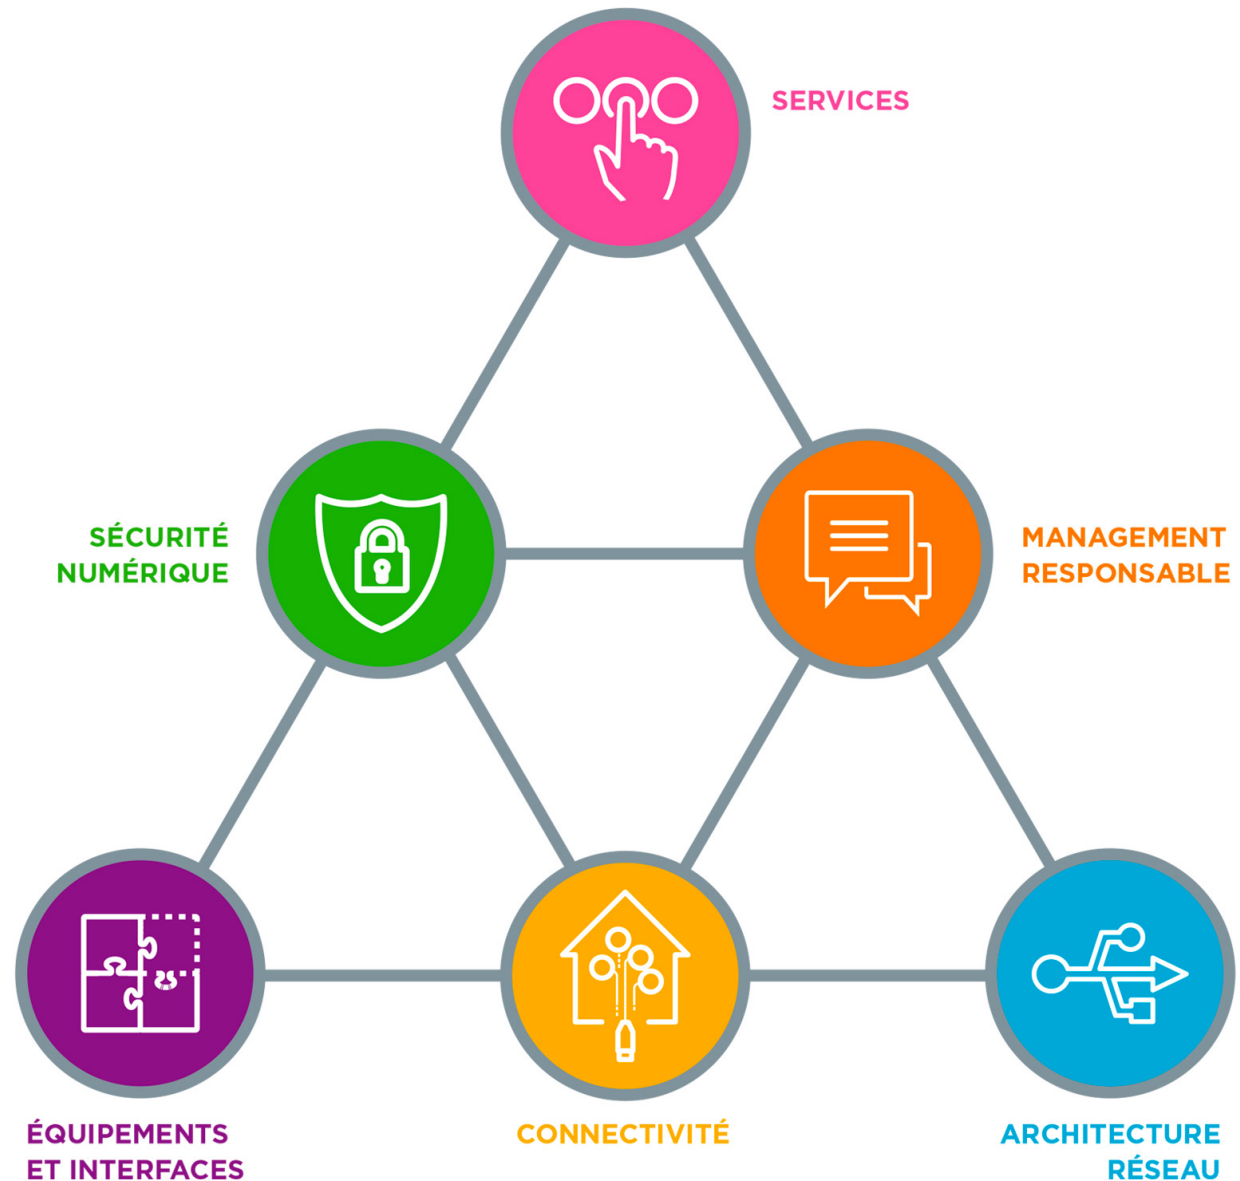 SERVICES
SÉCURITÉ
NUMÉRIQUE
MANAGEMENT
RESPONSABLE
ÉQUIPEMENTS
ET INTERFACES
CONNECTIVITÉ
ARCHITECTURE
RÉSEAU